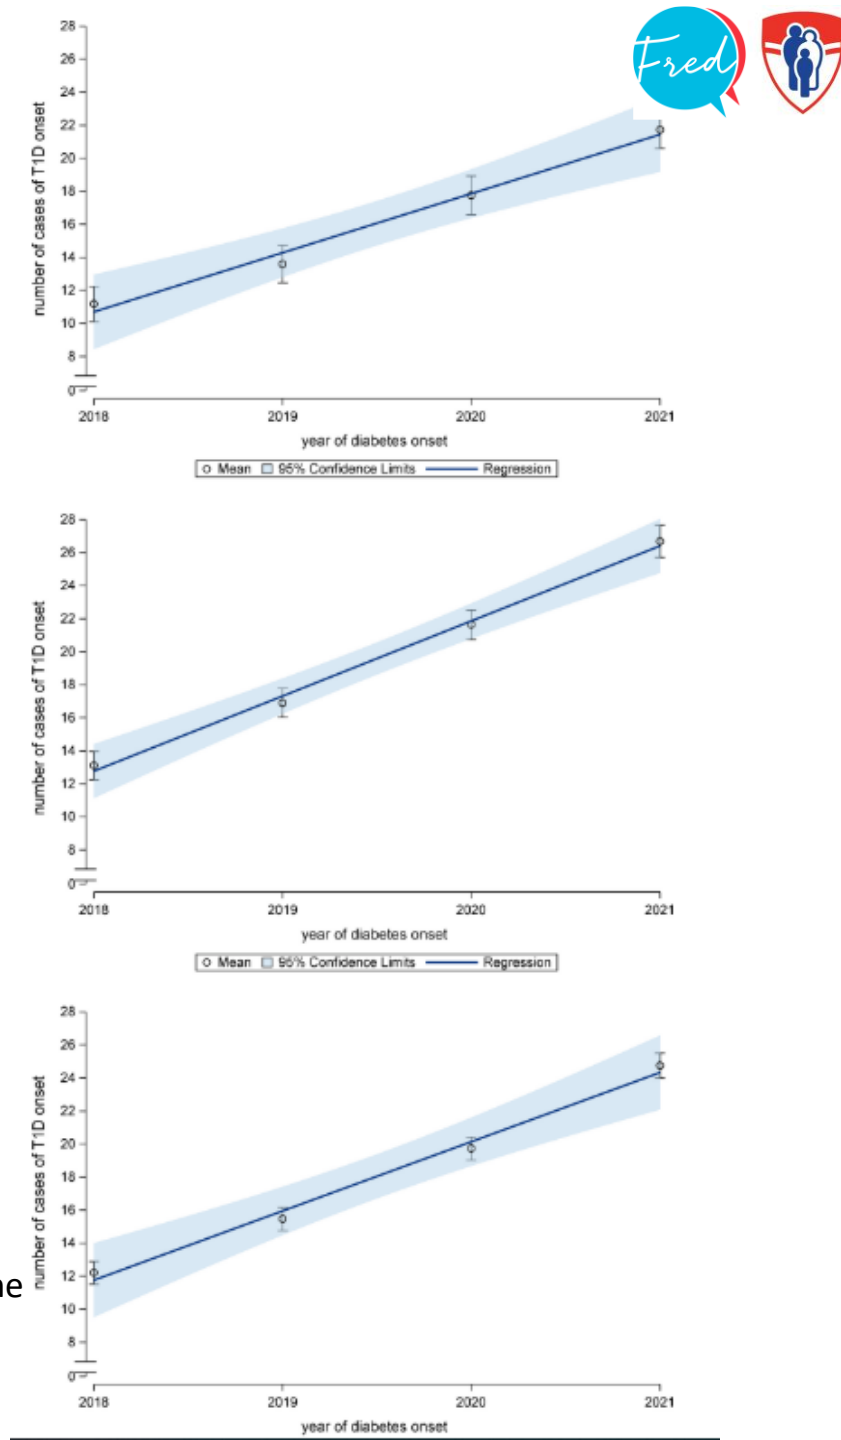 Fred
28
26
24
22
20
18
16
14
12
10
8
0
number of cases of T1D onset
2018 2019 2020 2021
year of diabetes onset
Mean 95% Confidence Limits Regression
28
26
24
22
20
18
16
14
12
10
8
0
number of cases of T1D onset
2018 2019 2020 2021
year of diabetes onset
Mean 95% Confidence Limits Regression
28
26
24
22
20
18
16
14
12
10
8
0
number of cases of T1D onset
ne
2018 2019 2020 2021
year of diabetes onset